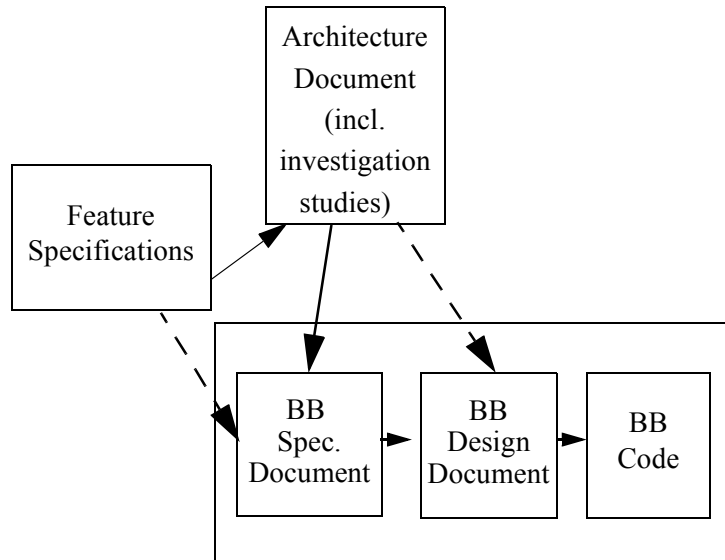 Architecture
Document
(incl.
investigation
studies)
Feature
Specifications
BB
Spec.
Document
BB
Design
Document
BB
Code